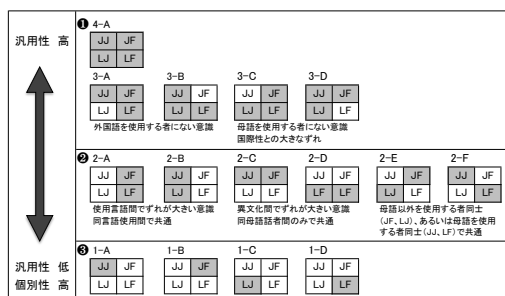 汎用性 高
❶ 4-A
JJ JF
LJ LF
3-A 3-B 3-C 3-D
JJ JF JJ JF JJ JF JJ JF
LJ LF LJ LF LJ LF LJ LF
外国語を使用する者にない意識 母語を使用する者にない意識
国際性との大きなずれ
❷ 2-A 2-B 2-C 2-D 2-E 2-F
JJ JF JJ JF JJ JF JJ JF JJ JF JJ JF
LJ LF LJ LF LJ LF LF LF LJ LF LJ LF
使用言語間でずれが大きい意識 異文化間でずれが大きい意識 母語以外を使用する者同士
同言語使用間で共通 同母語話者間のみで共通 (JF、LJ)、あるいは母語を使用
する者同士(JJ、LF)で共通
❸ 1-A 1-B 1-C 1-D
汎用性 低 JJ JF JJ JF JJ JF JJ JF
個別性 高 LJ LF LJ LF LJ LF LJ LF